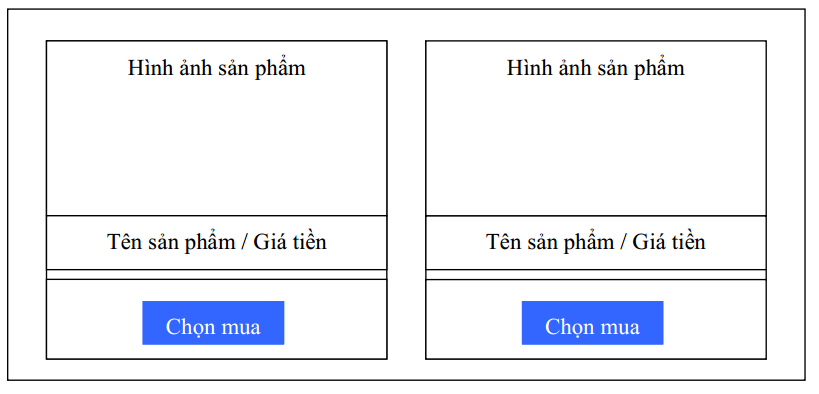 Hình ảnh sản phẩm
Tên sản phẩm / Giá tiền
Chọn mua
Hình ảnh sản phẩm
Tên sản phẩm / Giá tiền
Chọn mua